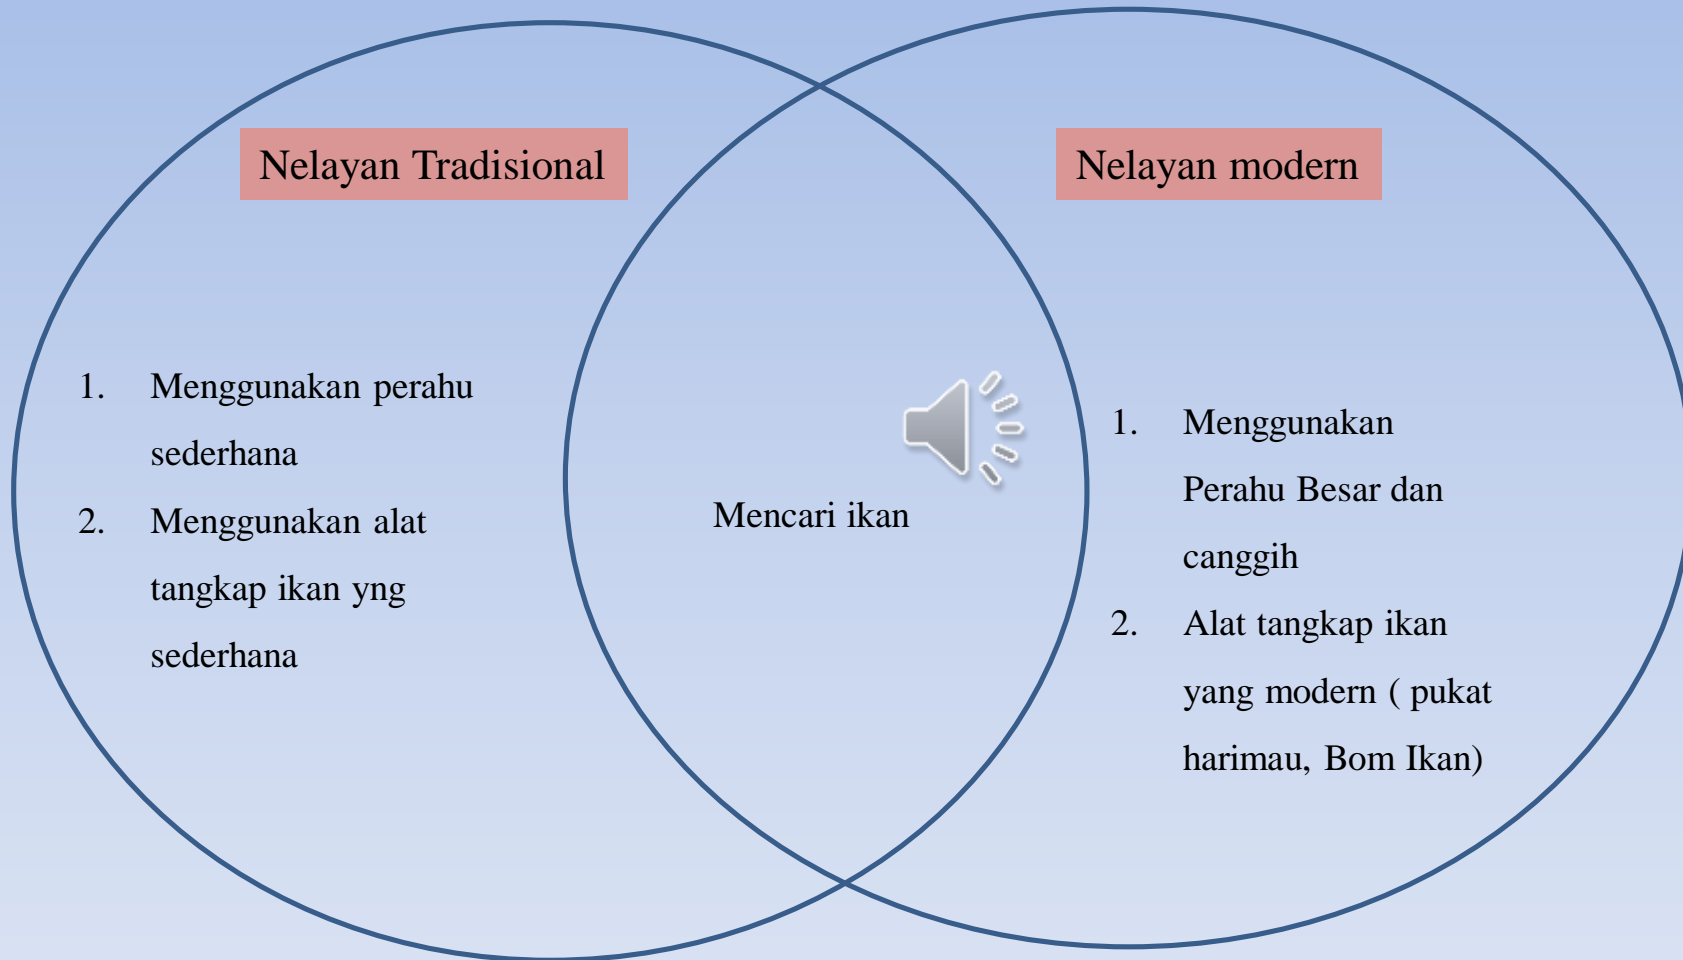 Nelayan Tradisional
1. Menggunakan perahu
sederhana
2. Menggunakan alat
tangkap ikan yng
sederhana
Mencari ikan
Nelayan modern
1. Menggunakan
Perahu Besar dan
canggih
2. Alat tangkap ikan
yang modern ( pukat
harimau, Bom Ikan)